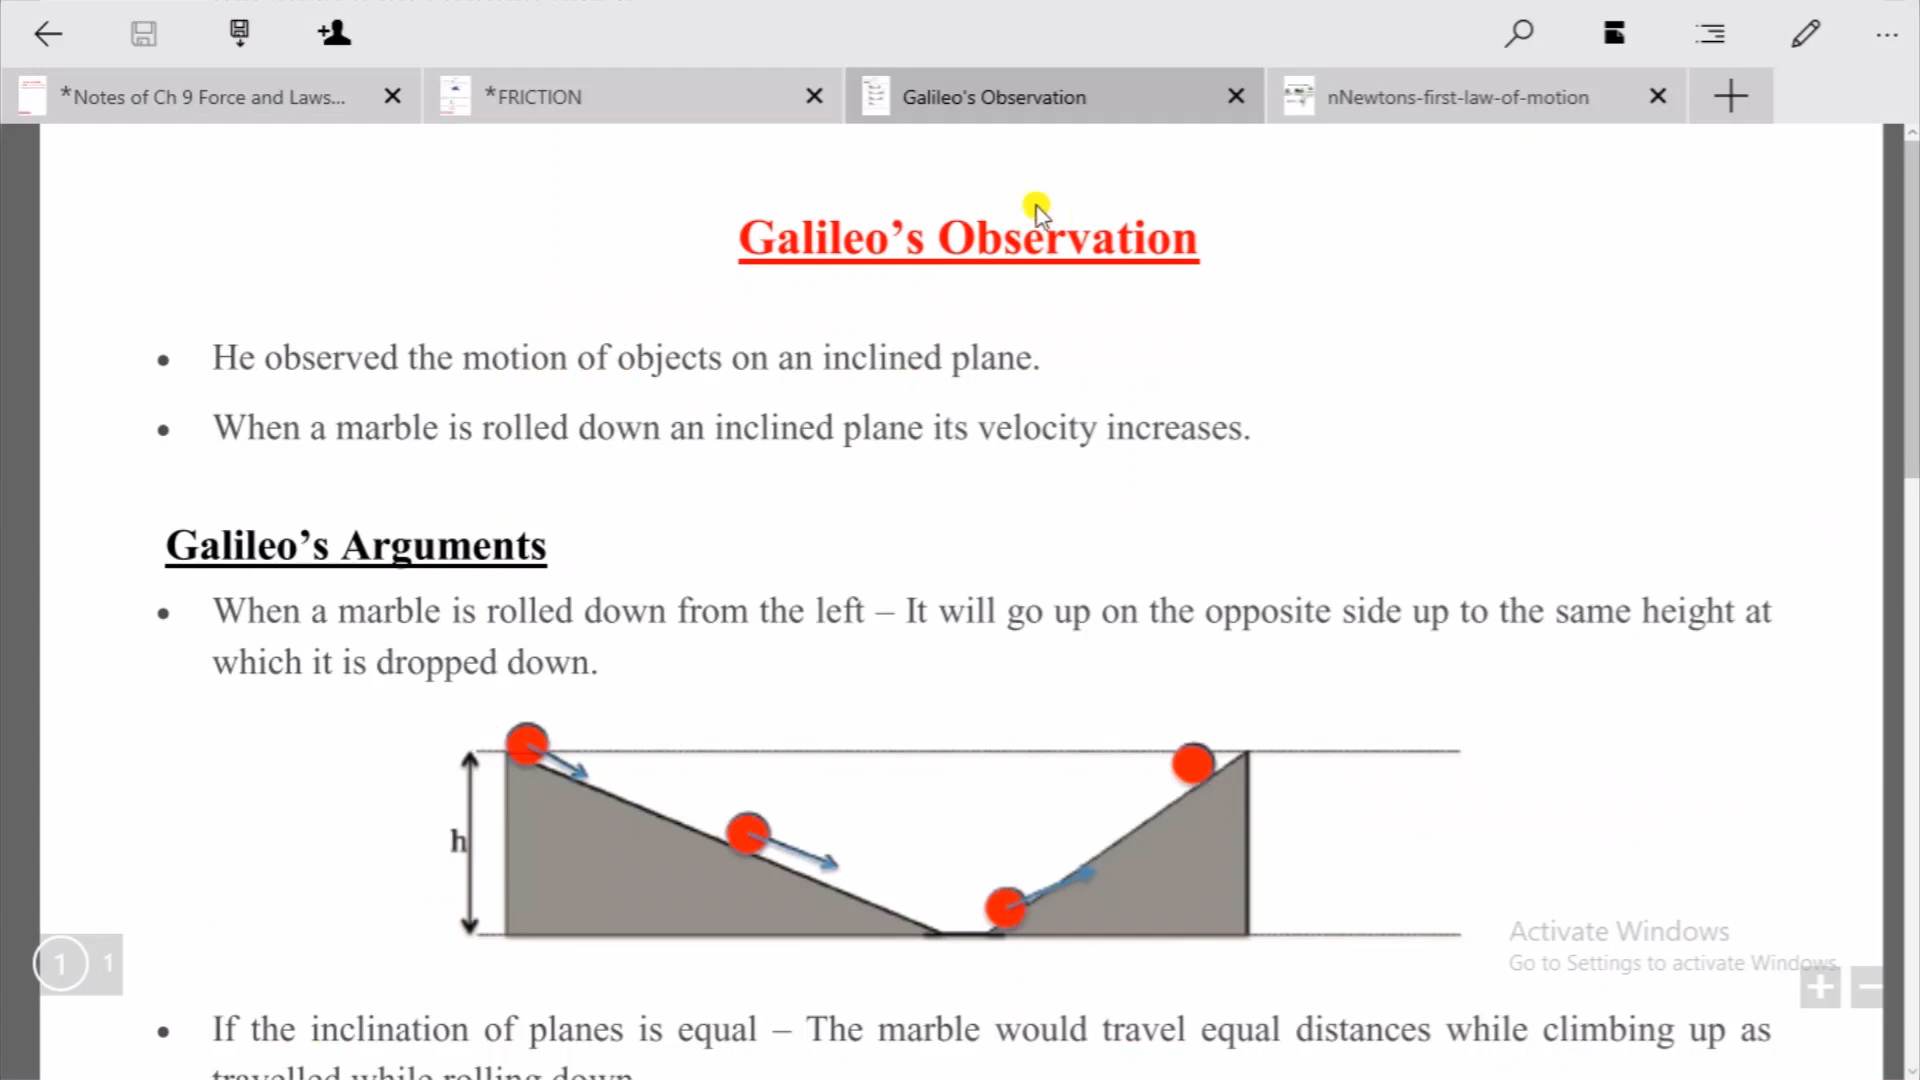 *Notes of Ch 9 Force and Laws...
*FRICTION
Galileo's Observation
nNewtons-first-law-of-motion
Galileo’s Observation
• He observed the motion of objects on an inclined plane.
• When a marble is rolled down an inclined plane its velocity increases.
Galileo’s Arguments
• When a marble is rolled down from the left – It will go up on the opposite side up to the same height at
which it is dropped down.
h
Activate Windows
Go to Settings to activate Windows.
1 1
• If the inclination of planes is equal – The marble would travel equal distances while climbing up as
travelled while rolling down